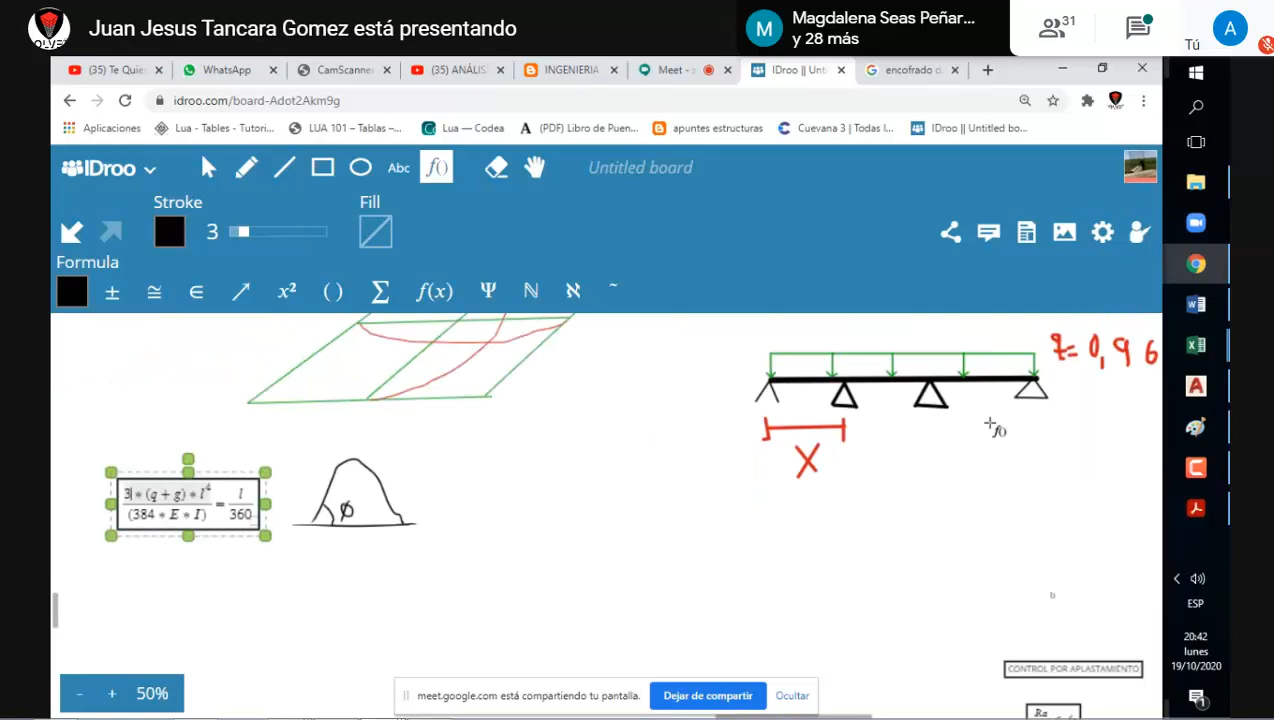 Juan Jesus Tancara Gomez está presentando
M
Magdalena Seas Peñar...
y 28 más
31
A
Tú
(35) Te Quie
WhatsApp
CamScanne
(35) ANÁLIS
INGENIERIA
Meet - s
IDroo || Unt
encofrado d
idroo.com/board-Adot2Akm9g
Aplicaciones
Lua - Tables - Tutori...
LUA 101 – Tablas –...
Lua — Codea
(PDF) Libro de Puen...
apuntes estructuras
Cuevana 3 | Todas l...
IDroo || Untitled bo...
IDroo
Abc
f()
Untitled board
Stroke
Fill
3
Formula
± ≅ ∈ x² ( ) ∑ f(x) Ψ ℕ ℵ ~
q= 0,96
X
3 * (q + g) * l⁴ / (384 * E * I) = l / 360
ø
f()
b
CONTROL POR APLASTAMIENTO
Ra
- + 50%
meet.google.com está compartiendo tu pantalla.
Dejar de compartir
Ocultar
ESP
20:42
lunes
19/10/2020
1